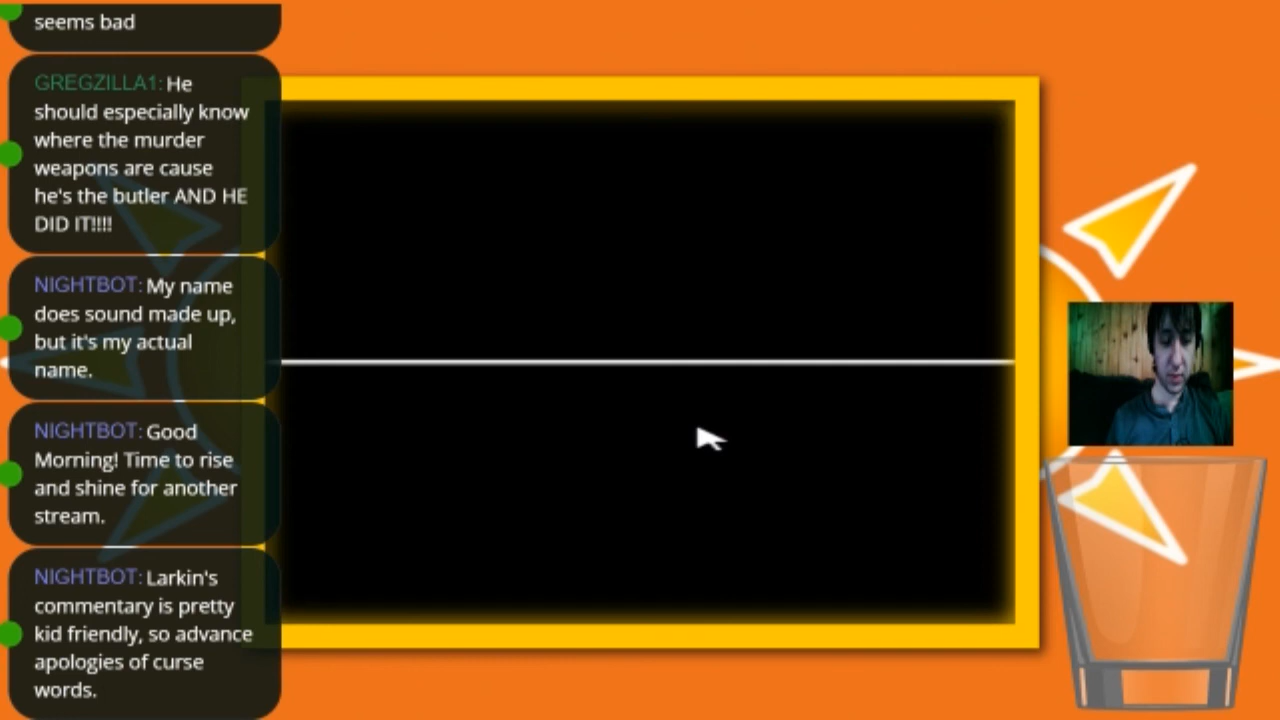 seems bad
GREGZILLA1: He
should especially know
where the murder
weapons are cause
he's the butler AND HE
DID IT!!!!
NIGHTBOT: My name
does sound made up,
but it's my actual
name.
NIGHTBOT: Good
Morning! Time to rise
and shine for another
stream.
NIGHTBOT: Larkin's
commentary is pretty
kid friendly, so advance
apologies of curse
words.